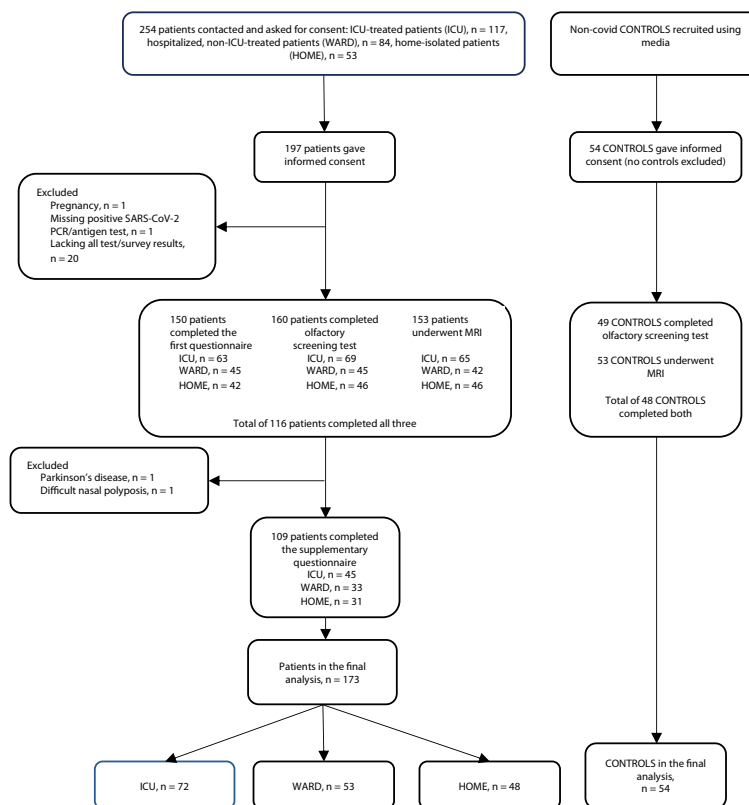 254 patients contacted and asked for consent: ICU-treated patients (ICU), n = 117,
hospitalized, non-ICU-treated patients (WARD), n = 84, home-isolated patients
(HOME), n = 53
Non-covid CONTROLS recruited using
media
197 patients gave
informed consent
54 CONTROLS gave informed
consent (no controls excluded)
Excluded
Pregnancy, n = 1
Missing positive SARS-CoV-2
PCR/antigen test, n = 1
Lacking all test/survey results,
n = 20
150 patients
completed the
first questionnaire
ICU, n = 63
WARD, n = 45
HOME, n = 42
160 patients completed
olfactory
screening test
ICU, n = 69
WARD, n = 45
HOME, n = 46
153 patients
underwent MRI
ICU, n = 65
WARD, n = 42
HOME, n = 46
Total of 116 patients completed all three
49 CONTROLS completed
olfactory screening test
53 CONTROLS underwent
MRI
Total of 48 CONTROLS
completed both
Excluded
Parkinson's disease, n = 1
Difficult nasal polyposis, n = 1
109 patients completed
the supplementary
questionnaire
ICU, n = 45
WARD, n = 33
HOME, n = 31
Patients in the final
analysis, n = 173
ICU, n = 72
WARD, n = 53
HOME, n = 48
CONTROLS in the final
analysis,
n = 54